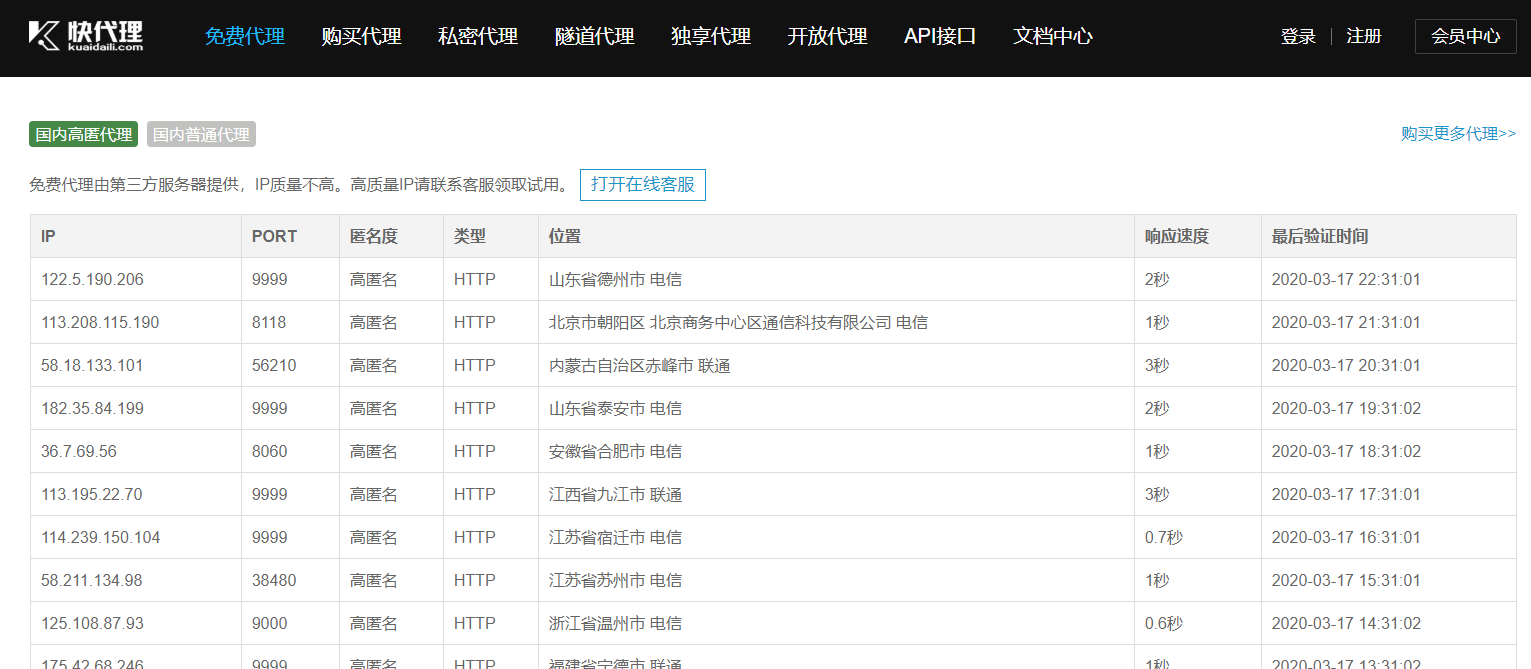 快代理 kuaidaili.com 免费代理 购买代理 私密代理 隧道代理 独享代理 开放代理 API接口 文档中心 登录 注册 会员中心
国内高匿代理 国内普通代理 购买更多代理>>
免费代理由第三方服务器提供，IP质量不高。高质量IP请联系客服领取试用。 打开在线客服
IP PORT 匿名度 类型 位置 响应速度 最后验证时间
122.5.190.206 9999 高匿名 HTTP 山东省德州市 电信 2秒 2020-03-17 22:31:01
113.208.115.190 8118 高匿名 HTTP 北京市朝阳区 北京商务中心区通信科技有限公司 电信 1秒 2020-03-17 21:31:01
58.18.133.101 56210 高匿名 HTTP 内蒙古自治区赤峰市 联通 3秒 2020-03-17 20:31:01
182.35.84.199 9999 高匿名 HTTP 山东省泰安市 电信 2秒 2020-03-17 19:31:02
36.7.69.56 8060 高匿名 HTTP 安徽省合肥市 电信 1秒 2020-03-17 18:31:02
113.195.22.70 9999 高匿名 HTTP 江西省九江市 联通 3秒 2020-03-17 17:31:01
114.239.150.104 9999 高匿名 HTTP 江苏省宿迁市 电信 0.7秒 2020-03-17 16:31:01
58.211.134.98 38480 高匿名 HTTP 江苏省苏州市 电信 1秒 2020-03-17 15:31:01
125.108.87.93 9000 高匿名 HTTP 浙江省温州市 电信 0.6秒 2020-03-17 14:31:02
175.42.68.246 9999 高匿名 HTTP 福建省宁德市 联通 1秒 2020-03-17 13:31:02